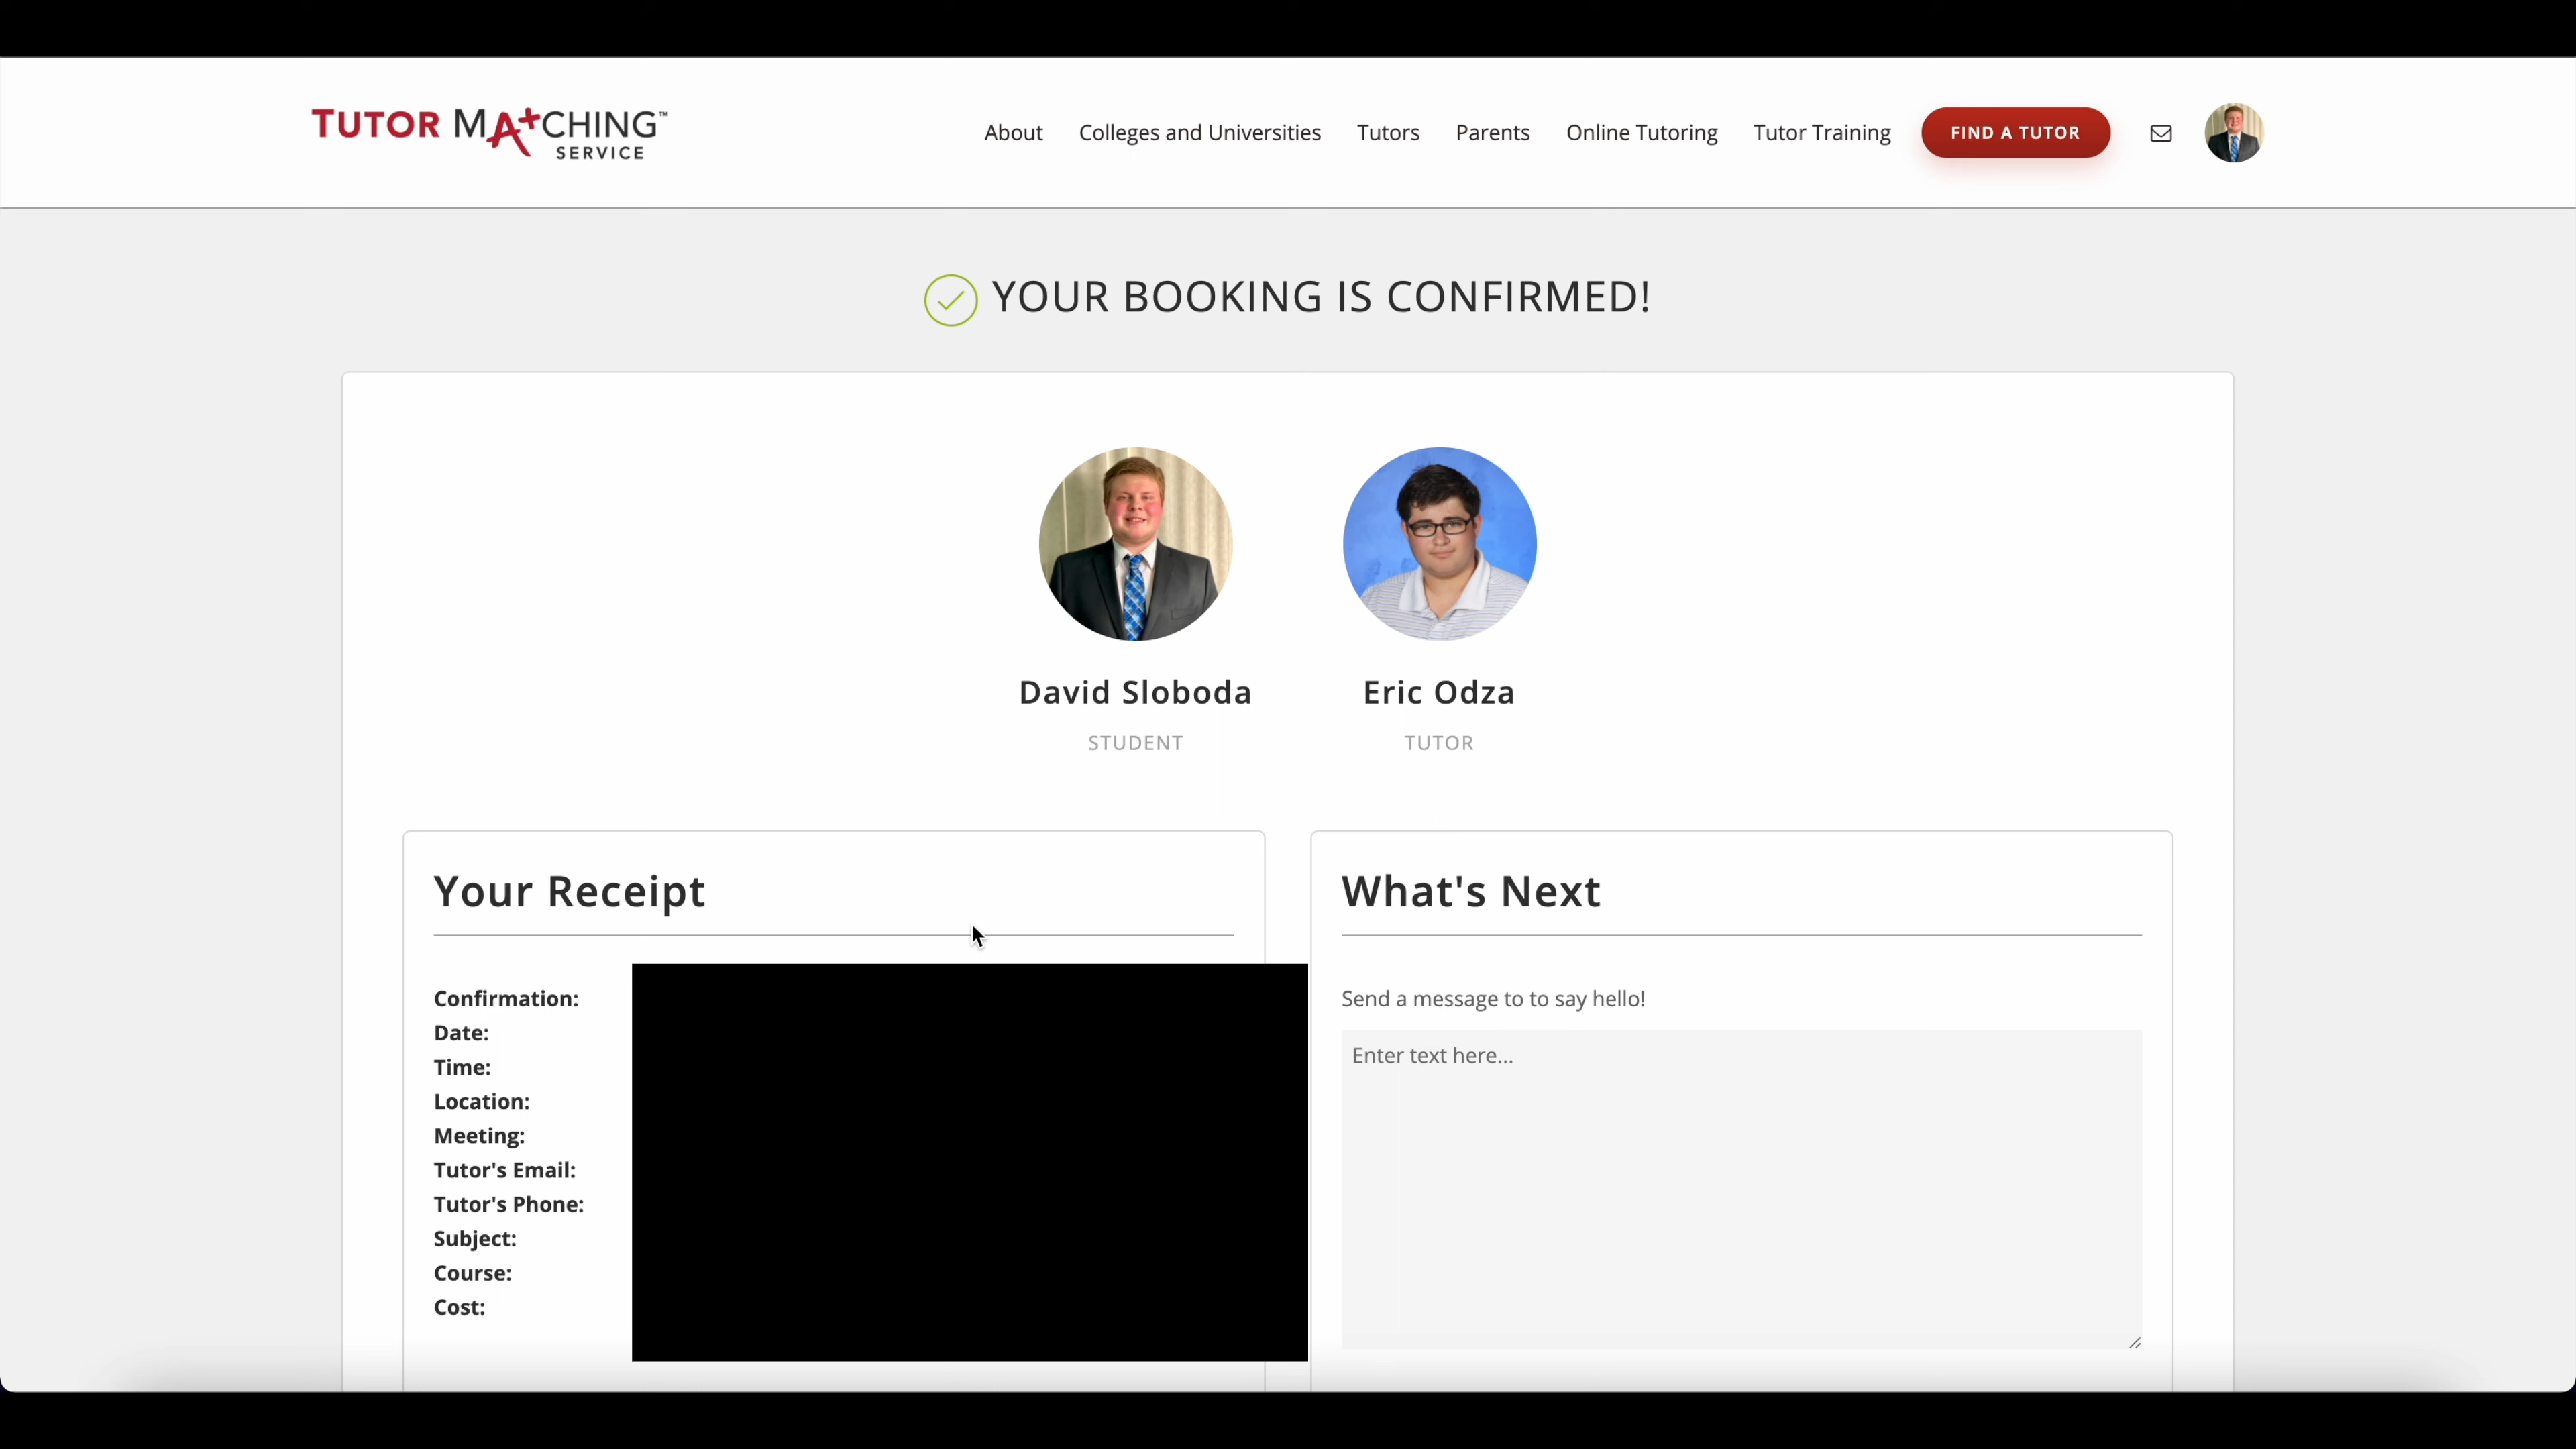 TUTOR MA+CHING™
SERVICE
About Colleges and Universities Tutors Parents Online Tutoring Tutor Training FIND A TUTOR
YOUR BOOKING IS CONFIRMED!
David Sloboda
STUDENT
Eric Odza
TUTOR
Your Receipt
Confirmation:
Date:
Time:
Location:
Meeting:
Tutor's Email:
Tutor's Phone:
Subject:
Course:
Cost:
What's Next
Send a message to to say hello!
Enter text here...